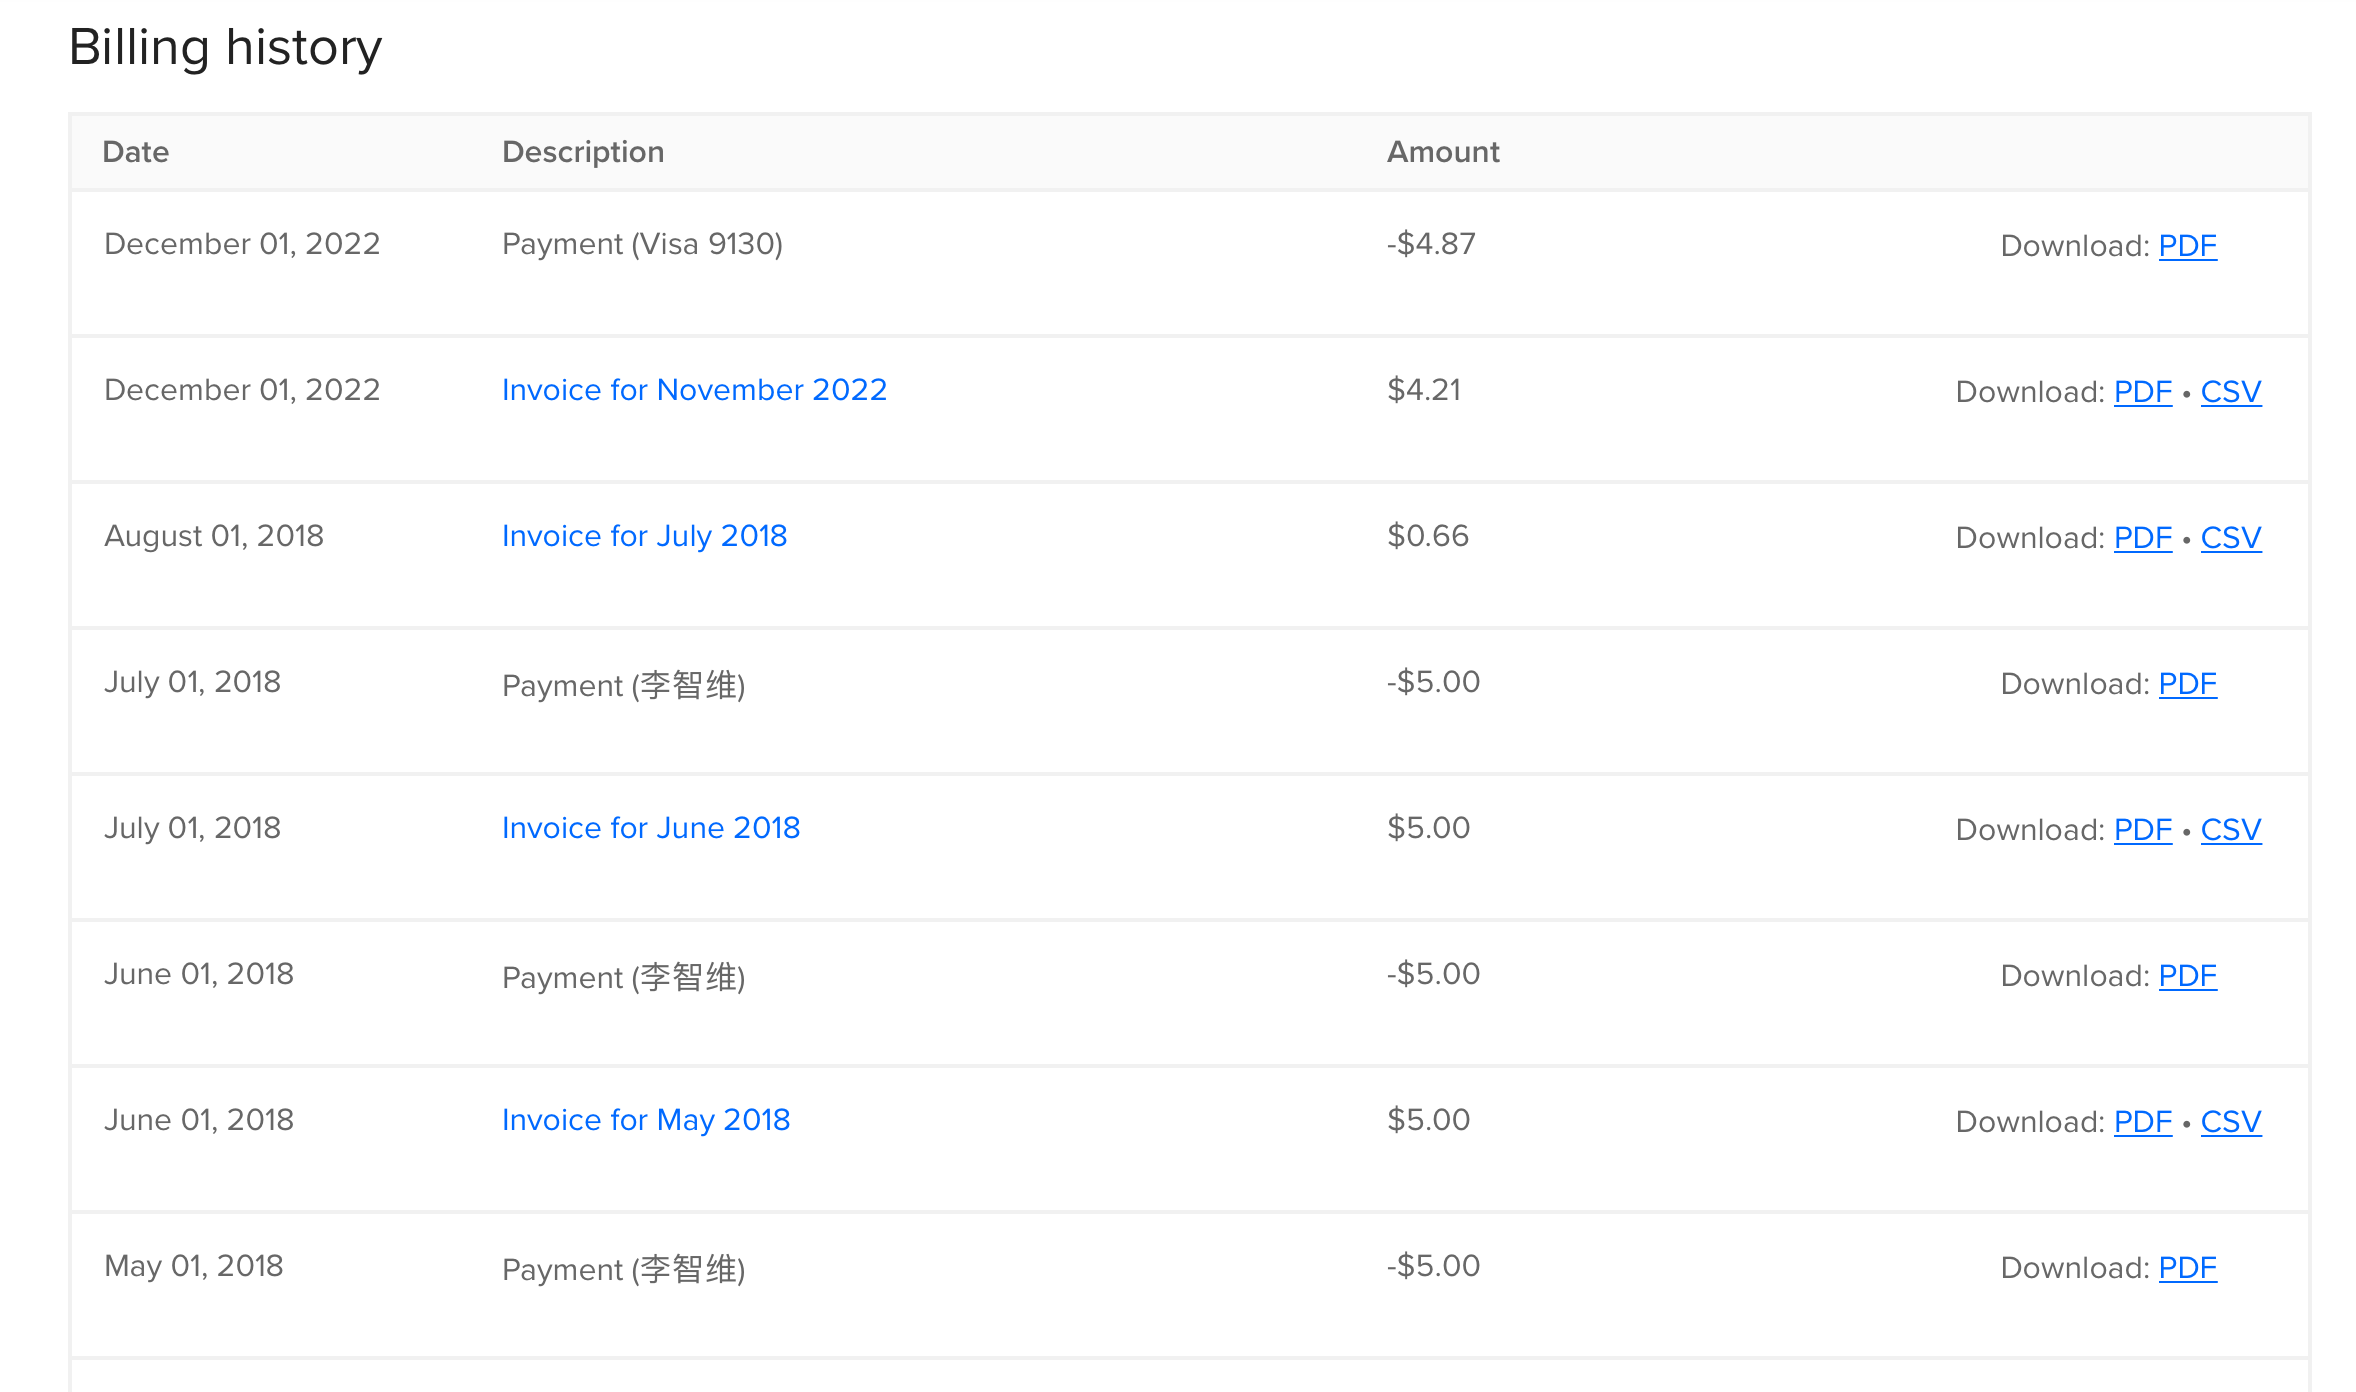 Billing history
Date Description Amount
December 01, 2022 Payment (Visa 9130) -$4.87 Download: PDF
December 01, 2022 Invoice for November 2022 $4.21 Download: PDF • CSV
August 01, 2018 Invoice for July 2018 $0.66 Download: PDF • CSV
July 01, 2018 Payment (李智维) -$5.00 Download: PDF
July 01, 2018 Invoice for June 2018 $5.00 Download: PDF • CSV
June 01, 2018 Payment (李智维) -$5.00 Download: PDF
June 01, 2018 Invoice for May 2018 $5.00 Download: PDF • CSV
May 01, 2018 Payment (李智维) -$5.00 Download: PDF